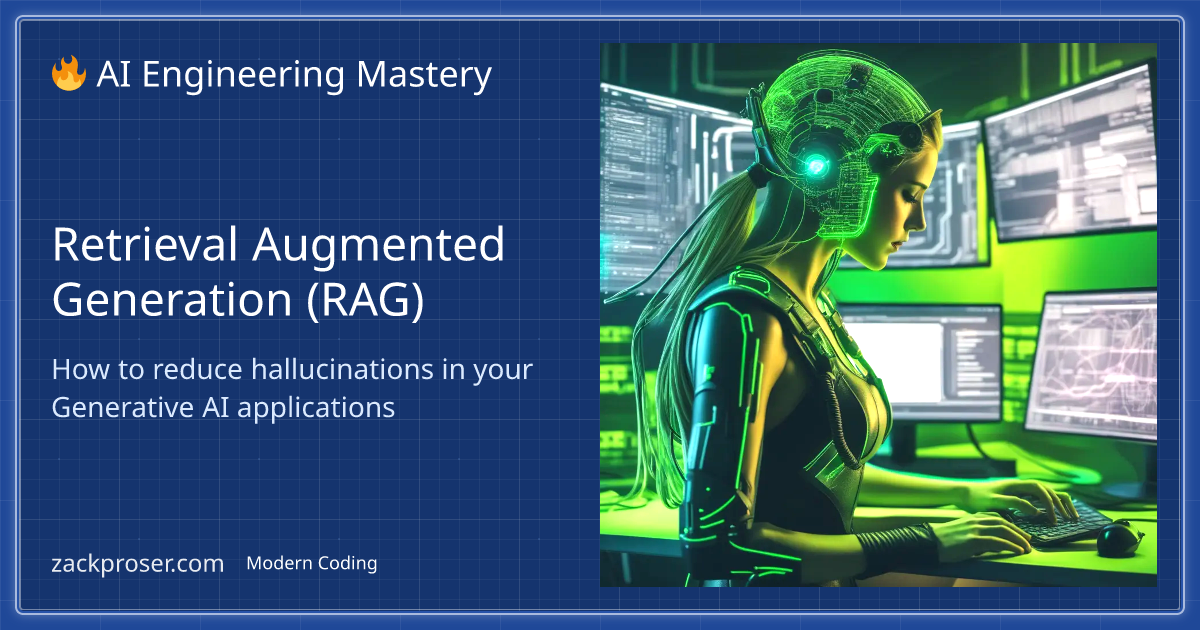 🔥 AI Engineering Mastery
Retrieval Augmented
Generation (RAG)
How to reduce hallucinations in your
Generative AI applications
zackproser.com Modern Coding